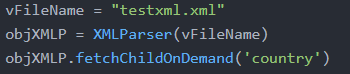 vFileName = "testxml.xml"
objXMLP = XMLParser(vFileName)
objXMLP.fetchChildOnDemand('country')